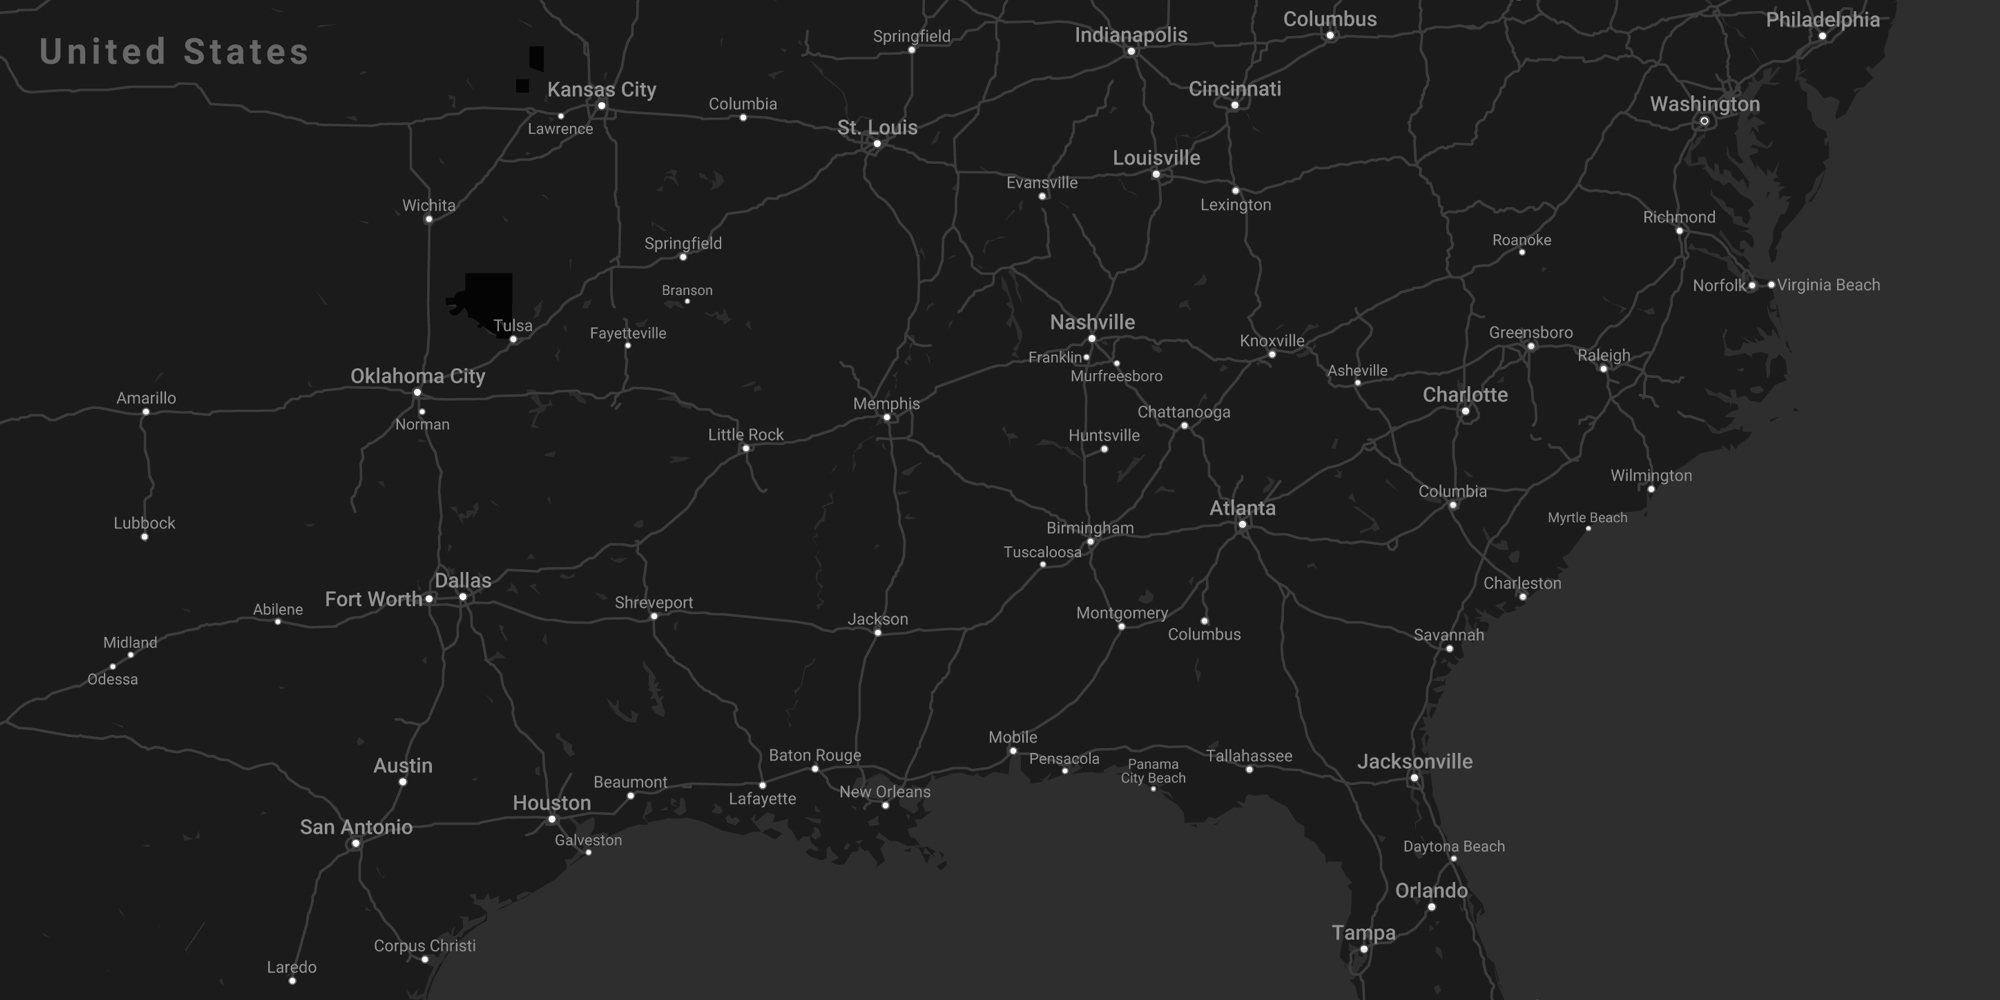 United States
Springfield
Indianapolis
Columbus
Philadelphia
Kansas City
Lawrence
Columbia
St. Louis
Cincinnati
Washington
Louisville
Evansville
Lexington
Wichita
Springfield
Richmond
Roanoke
Branson
Norfolk
Virginia Beach
Tulsa
Fayetteville
Nashville
Franklin
Murfreesboro
Knoxville
Greensboro
Raleigh
Asheville
Oklahoma City
Norman
Amarillo
Memphis
Charlotte
Chattanooga
Little Rock
Huntsville
Wilmington
Columbia
Atlanta
Myrtle Beach
Lubbock
Birmingham
Tuscaloosa
Dallas
Fort Worth
Abilene
Shreveport
Jackson
Montgomery
Columbus
Charleston
Savannah
Midland
Odessa
Mobile
Pensacola
Panama
City Beach
Tallahassee
Jacksonville
Baton Rouge
Austin
Beaumont
Lafayette
New Orleans
Houston
San Antonio
Galveston
Daytona Beach
Orlando
Tampa
Corpus Christi
Laredo